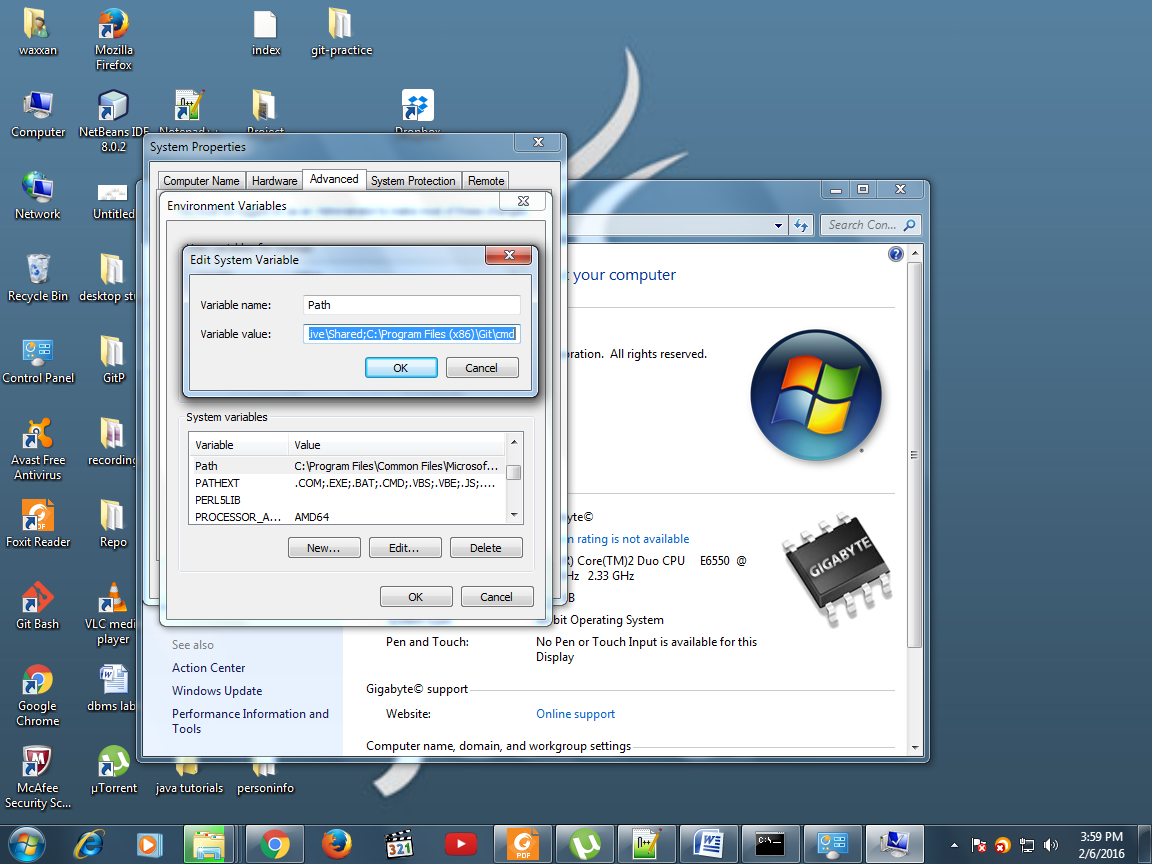 waxxan
Mozilla
Firefox
index
git-practice
Computer
NetBeans IDE
8.0.2
Notepad++
Project
Dropbox
Network
Untitled
Recycle Bin
desktop
Control Panel
GitP
Avast Free
Antivirus
recording
Foxit Reader
Repo
Git Bash
VLC medi
player
Google
Chrome
dbms lab
McAfee
Security Sc...
µTorrent
java tutorials
personinfo
System Properties
Computer Name
Hardware
Advanced
System Protection
Remote
Environment Variables
Edit System Variable
Variable name:
Path
Variable value:
ive\Shared;C:\Program Files (x86)\Git\cmd
OK
Cancel
System variables
Variable
Value
Path
C:\Program Files\Common Files\Microsof...
PATHEXT
.COM;.EXE;.BAT;.CMD;.VBS;.VBE;.JS;....
PERL5LIB
PROCESSOR_A...
AMD64
New...
Edit...
Delete
OK
Cancel
Search Con...
your computer
oration. All rights reserved.
GIGABYTE
yte©
rating is not available
Core(TM)2 Duo CPU E6550 @
Hz 2.33 GHz
B
bit Operating System
Pen and Touch:
No Pen or Touch Input is available for this
Display
Gigabyte© support
Website:
Online support
Computer name, domain, and workgroup settings
See also
Action Center
Windows Update
Performance Information and
Tools
321
PDF
C:\_
3:59 PM
2/6/2016